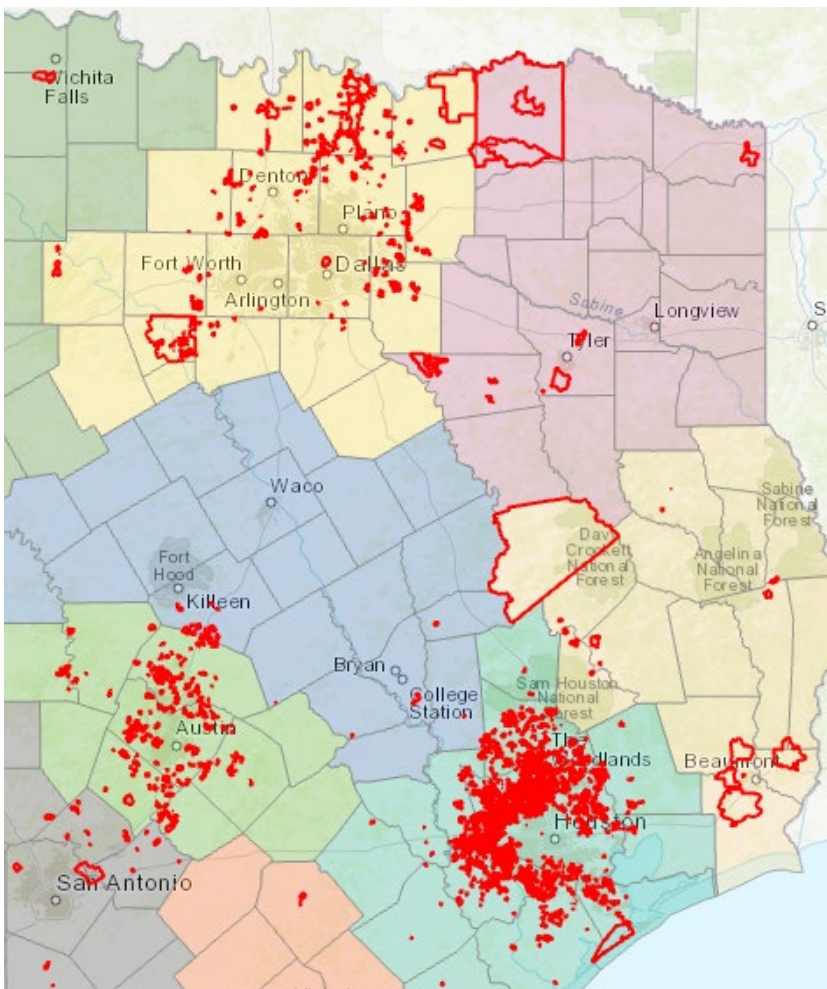 Wichita
Falls
Denton
Plano
Fort Worth
Dallas
Arlington
Sabine
Longview
S
Tyler
Waco
Sabine
National
Forest
Davy
Crockett
National
Forest
Angelina
National
Forest
Fort
Hood
Killeen
Bryan
College
Station
Sam Houston
National
Forest
Austin
The
Woodlands
Beaumont
Houston
San Antonio